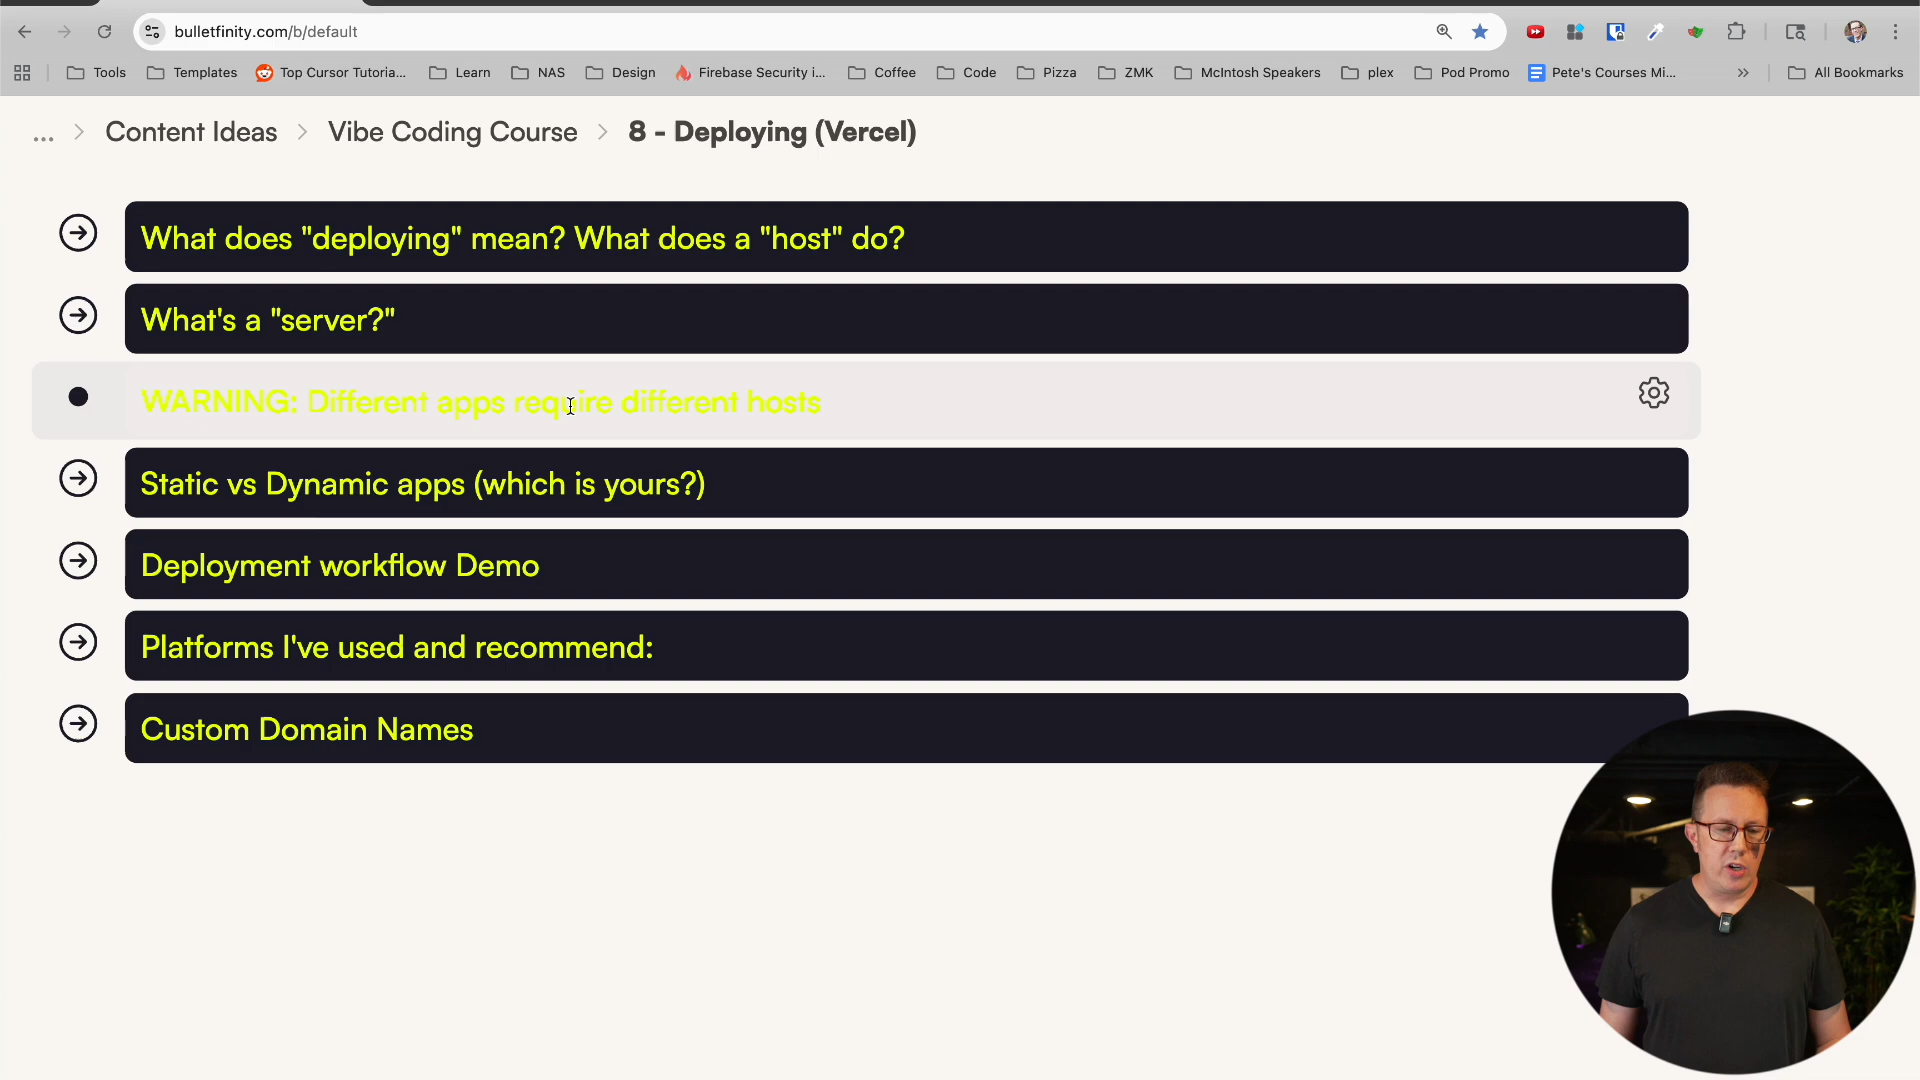 bulletfinity.com/b/default
Tools
Templates
Top Cursor Tutoria...
Learn
NAS
Design
Firebase Security i...
Coffee
Code
Pizza
ZMK
McIntosh Speakers
plex
Pod Promo
Pete's Courses Mi...
All Bookmarks
... > Content Ideas > Vibe Coding Course > 8 - Deploying (Vercel)
What does "deploying" mean? What does a "host" do?
What's a "server?"
WARNING: Different apps require different hosts
Static vs Dynamic apps (which is yours?)
Deployment workflow Demo
Platforms I've used and recommend:
Custom Domain Names